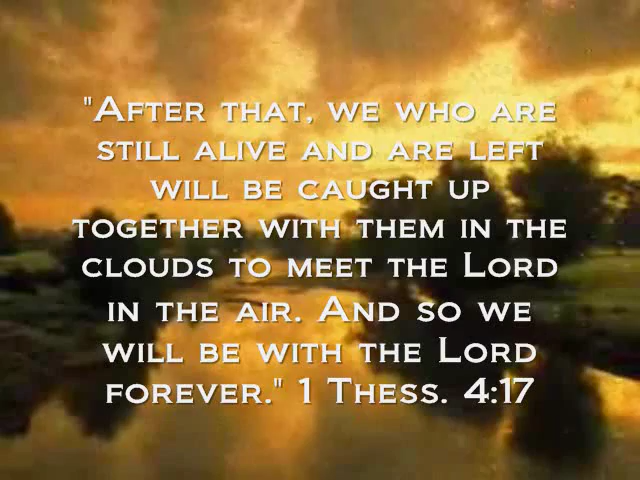 "After that, we who are
still alive and are left
will be caught up
together with them in the
clouds to meet the Lord
in the air. And so we
will be with the Lord
forever." 1 Thess. 4:17